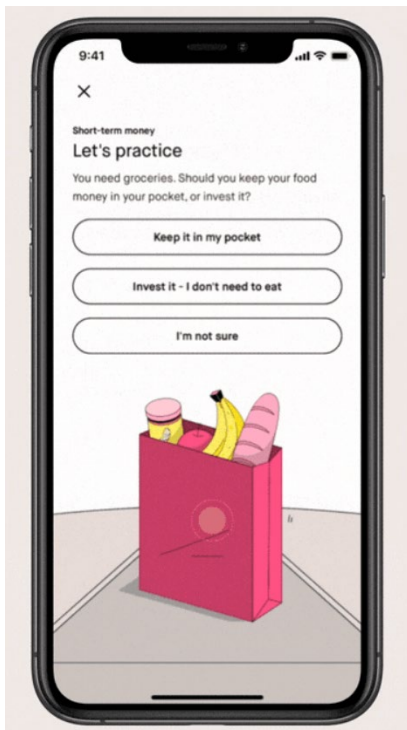 9:41
Short-term money
Let's practice
You need groceries. Should you keep your food
money in your pocket, or invest it?
Keep it in my pocket
Invest it - I don't need to eat
I'm not sure